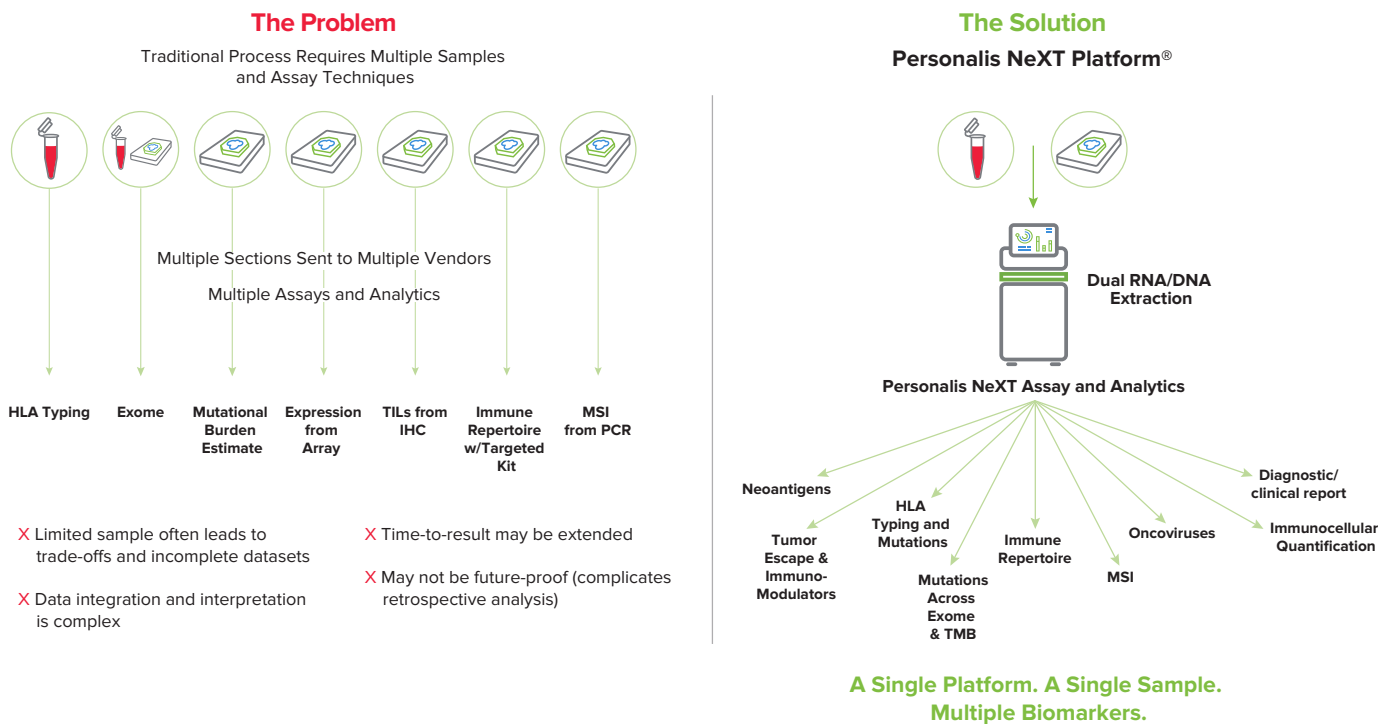 The Problem
Traditional Process Requires Multiple Samples
and Assay Techniques
Multiple Sections Sent to Multiple Vendors
Multiple Assays and Analytics
HLA Typing
Exome
Mutational
Burden
Estimate
Expression
from
Array
TILs from
IHC
Immune
Repertoire
w/Targeted
Kit
MSI
from PCR
X Limited sample often leads to
trade-offs and incomplete datasets
X Data integration and interpretation
is complex
X Time-to-result may be extended
X May not be future-proof (complicates
retrospective analysis)
The Solution
Personalis NeXT Platform®
Dual RNA/DNA
Extraction
Personalis NeXT Assay and Analytics
Neoantigens
Tumor
Escape &
Immuno-
Modulators
HLA
Typing and
Mutations
Mutations
Across
Exome
& TMB
Immune
Repertoire
MSI
Oncoviruses
Immunocellular
Quantification
Diagnostic/
clinical report
A Single Platform. A Single Sample.
Multiple Biomarkers.